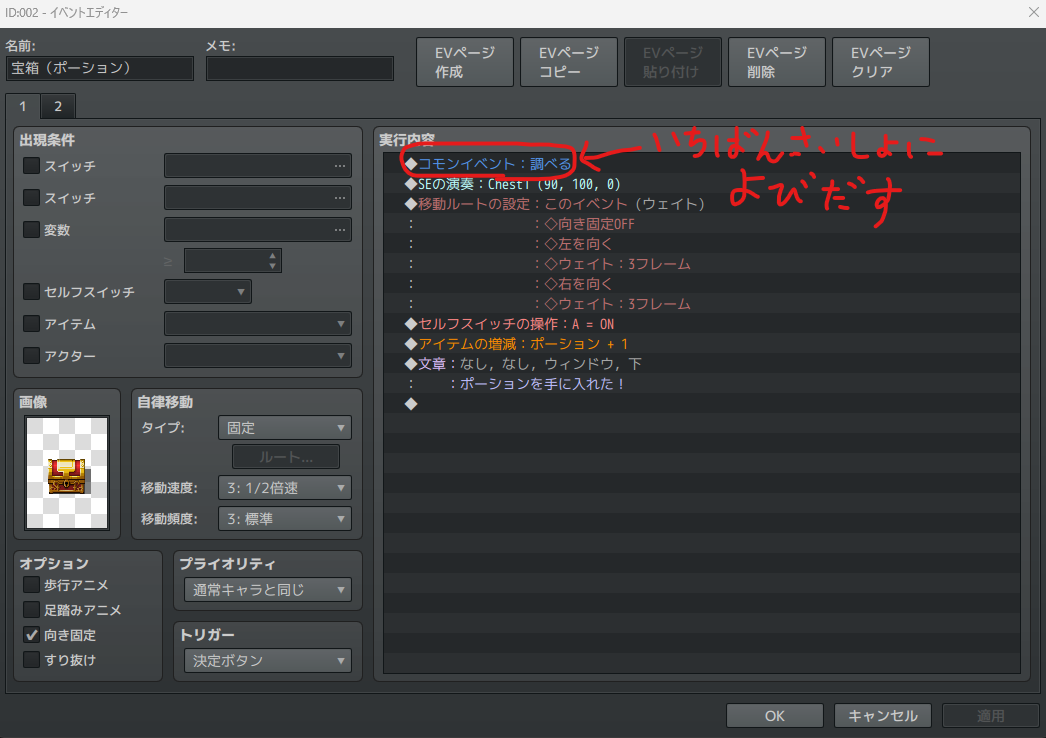 ID:002 - イベントエディター
名前:
メモ:
宝箱（ポーション）
EVページ
作成
EVページ
コピー
EVページ
貼り付け
EVページ
削除
EVページ
クリア
1
2
出現条件
スイッチ
...
スイッチ
...
変数
...
≥
セルフスイッチ
アイテム
アクター
画像
自律移動
タイプ:
固定
ルート...
移動速度:
3: 1/2倍速
移動頻度:
3: 標準
オプション
歩行アニメ
足踏みアニメ
向き固定
すり抜け
プライオリティ
通常キャラと同じ
トリガー
決定ボタン
実行内容
◆コモンイベント：調べる
◆SEの演奏：Chest1 (90, 100, 0)
◆移動ルートの設定：このイベント（ウェイト）
：　　　　　　：◇向き固定OFF
：　　　　　　：◇左を向く
：　　　　　　：◇ウェイト：3フレーム
：　　　　　　：◇右を向く
：　　　　　　：◇ウェイト：3フレーム
◆セルフスイッチの操作：A = ON
◆アイテムの増減：ポーション + 1
◆文章：なし, なし, ウィンドウ, 下
：　　：ポーションを手に入れた！
◆
いちばんさいしょに
よびだす
OK
キャンセル
適用